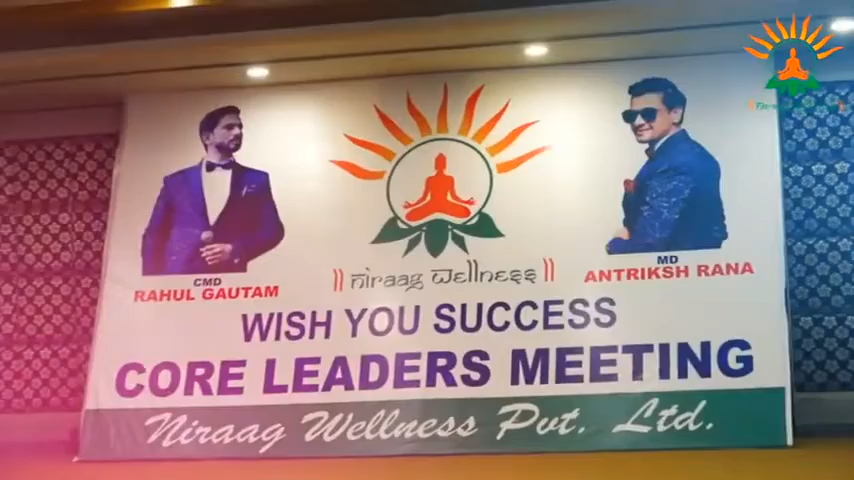 niraag wellness
CMD
RAHUL GAUTAM
MD
ANTRIKSH RANA
WISH YOU SUCCESS
CORE LEADERS MEETING
Niraag Wellness Pvt. Ltd.